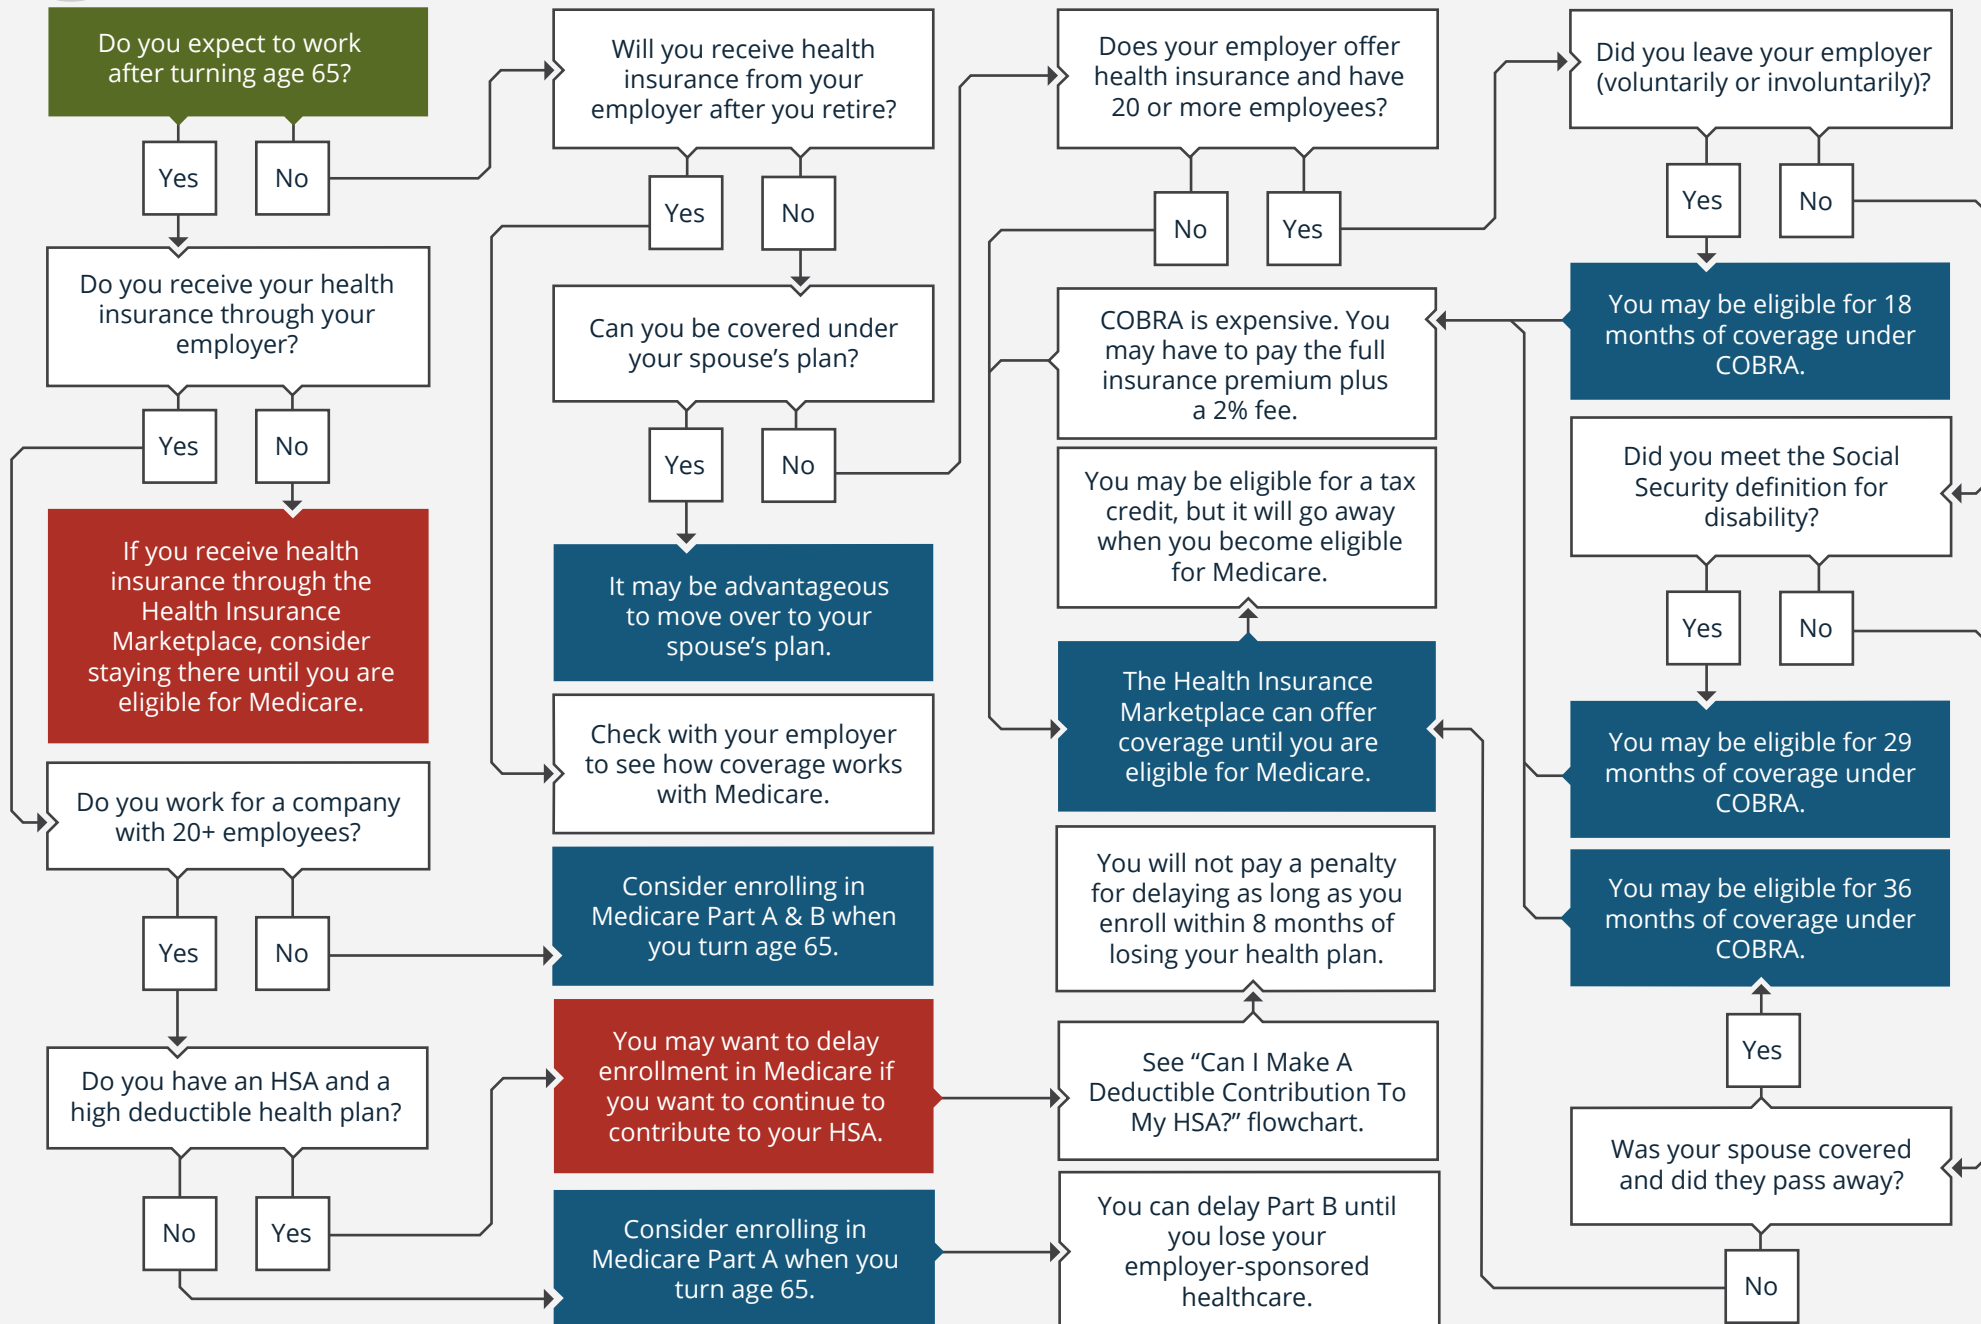 Do you expect to work
after turning age 65?
Yes
No
Do you receive your health
insurance through your
employer?
Yes
No
If you receive health
insurance through the
Health Insurance
Marketplace, consider
staying there until you are
eligible for Medicare.
Do you work for a company
with 20+ employees?
Yes
No
Do you have an HSA and a
high deductible health plan?
No
Yes
Will you receive health
insurance from your
employer after you retire?
Yes
No
Can you be covered under
your spouse’s plan?
Yes
No
It may be advantageous
to move over to your
spouse’s plan.
Check with your employer
to see how coverage works
with Medicare.
Consider enrolling in
Medicare Part A & B when
you turn age 65.
You may want to delay
enrollment in Medicare if
you want to continue to
contribute to your HSA.
Consider enrolling in
Medicare Part A when you
turn age 65.
Does your employer offer
health insurance and have
20 or more employees?
No
Yes
COBRA is expensive. You
may have to pay the full
insurance premium plus
a 2% fee.
You may be eligible for a tax
credit, but it will go away
when you become eligible
for Medicare.
The Health Insurance
Marketplace can offer
coverage until you are
eligible for Medicare.
You will not pay a penalty
for delaying as long as you
enroll within 8 months of
losing your health plan.
See “Can I Make A
Deductible Contribution To
My HSA?” flowchart.
You can delay Part B until
you lose your
employer-sponsored
healthcare.
Did you leave your employer
(voluntarily or involuntarily)?
Yes
No
You may be eligible for 18
months of coverage under
COBRA.
Did you meet the Social
Security definition for
disability?
Yes
No
You may be eligible for 29
months of coverage under
COBRA.
You may be eligible for 36
months of coverage under
COBRA.
Yes
Was your spouse covered
and did they pass away?
No